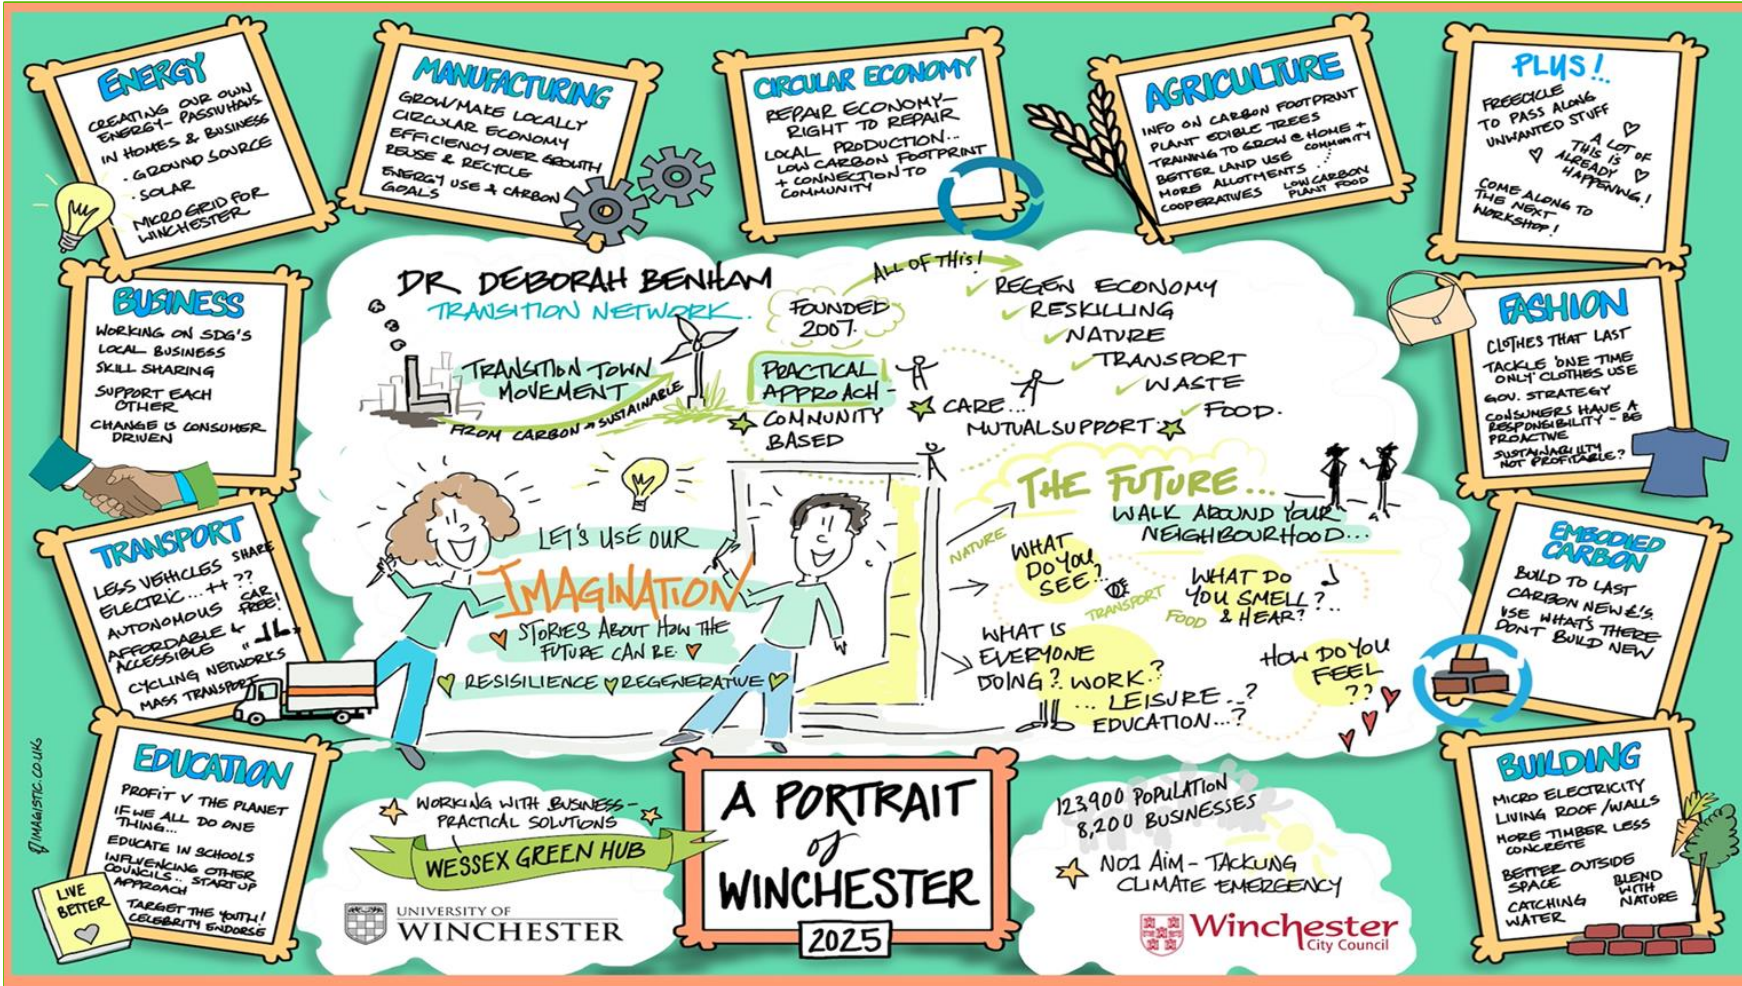 ENERGY
CREATING OUR OWN
ENERGY - PASSIUHAUS
IN HOMES & BUSINESS
· GROUND SOURCE
· SOLAR
MICRO GRID FOR
WINCHESTER
MANUFACTURING
GROW/MAKE LOCALLY
CIRCULAR ECONOMY
EFFICIENCY OVER GROWTH
REUSE & RECYCLE
ENERGY USE & CARBON
GOALS
CIRCULAR ECONOMY
REPAIR ECONOMY -
RIGHT TO REPAIR
LOCAL PRODUCTION...
LOW CARBON FOOTPRINT
+ CONNECTION TO
COMMUNITY
AGRICULTURE
INFO ON CARBON FOOTPRINT
PLANT EDIBLE TREES
TRAINING TO GROW @ HOME +
COMMUNITY
BETTER LAND USE
MORE ALLOTMENTS
COOPERATIVES
LOW CARBON
PLANT FOOD
PLUS!..
FREECICLE
TO PASS ALONG
UNWANTED STUFF
A LOT OF
THIS IS
ALREADY
HAPPENING!
COME ALONG TO
THE NEXT
WORKSHOP!
BUSINESS
WORKING ON SDG'S
LOCAL BUSINESS
SKILL SHARING
SUPPORT EACH
OTHER
CHANGE IS CONSUMER
DRIVEN
DR DEBORAH BENHAM
TRANSITION NETWORK.
TRANSITION TOWN
MOVEMENT
FROM CARBON → SUSTAINABLE
FOUNDED
2007.
ALL OF THIS!
PRACTICAL
APPROACH -
COMMUNITY
BASED
CARE...
MUTUAL SUPPORT
REGEN ECONOMY
RESKILLING
NATURE
TRANSPORT
WASTE
FOOD.
FASHION
CLOTHES THAT LAST
TACKLE 'ONE TIME
ONLY' CLOTHES USE
GOV. STRATEGY
CONSUMERS HAVE A
RESPONSIBILITY - BE
PROACTIVE
SUSTAINABILITY
NOT PROFITABLE?
TRANSPORT
LESS VEHICLES SHARE
ELECTRIC... ++ ??
AUTONOMOUS
CAR
FREE!
AFFORDABLE &
ACCESSIBLE
CYCLING NETWORKS
MASS TRANSPORT
LET'S USE OUR
IMAGINATION
STORIES ABOUT HOW THE
FUTURE CAN BE
RESISILIENCE
REGENERATIVE
THE FUTURE...
WALK AROUND YOUR
NEIGHBOURHOOD...
NATURE
WHAT
DO YOU
SEE?
TRANSPORT
FOOD
WHAT DO
YOU SMELL?
& HEAR?
WHAT IS
EVERYONE
DOING? WORK?
... LEISURE..?
EDUCATION...?
HOW DO YOU
FEEL
??
EMBODIED
CARBON
BUILD TO LAST
CARBON NEW £'S.
USE WHAT'S THERE
DONT BUILD NEW
EDUCATION
PROFIT V THE PLANET
IF WE ALL DO ONE
THING...
EDUCATE IN SCHOOLS
INFLUENCING OTHER
COUNCILS.. START UP
APPROACH
TARGET THE YOUTH!
CELEBRITY ENDORSE
LIVE
BETTER
IMAGISTIC.CO.UK
WORKING WITH BUSINESS -
PRACTICAL SOLUTIONS
WESSEX GREEN HUB
UNIVERSITY OF
WINCHESTER
A PORTRAIT
of
WINCHESTER
2025
123,900 POPULATION
8,200 BUSINESSES
NO1 AIM - TACKLING
CLIMATE EMERGENCY
Winchester
City Council
BUILDING
MICRO ELECTRICITY
LIVING ROOF/WALLS
MORE TIMBER LESS
CONCRETE
BETTER OUTSIDE
SPACE
CATCHING
WATER
BLEND
WITH
NATURE